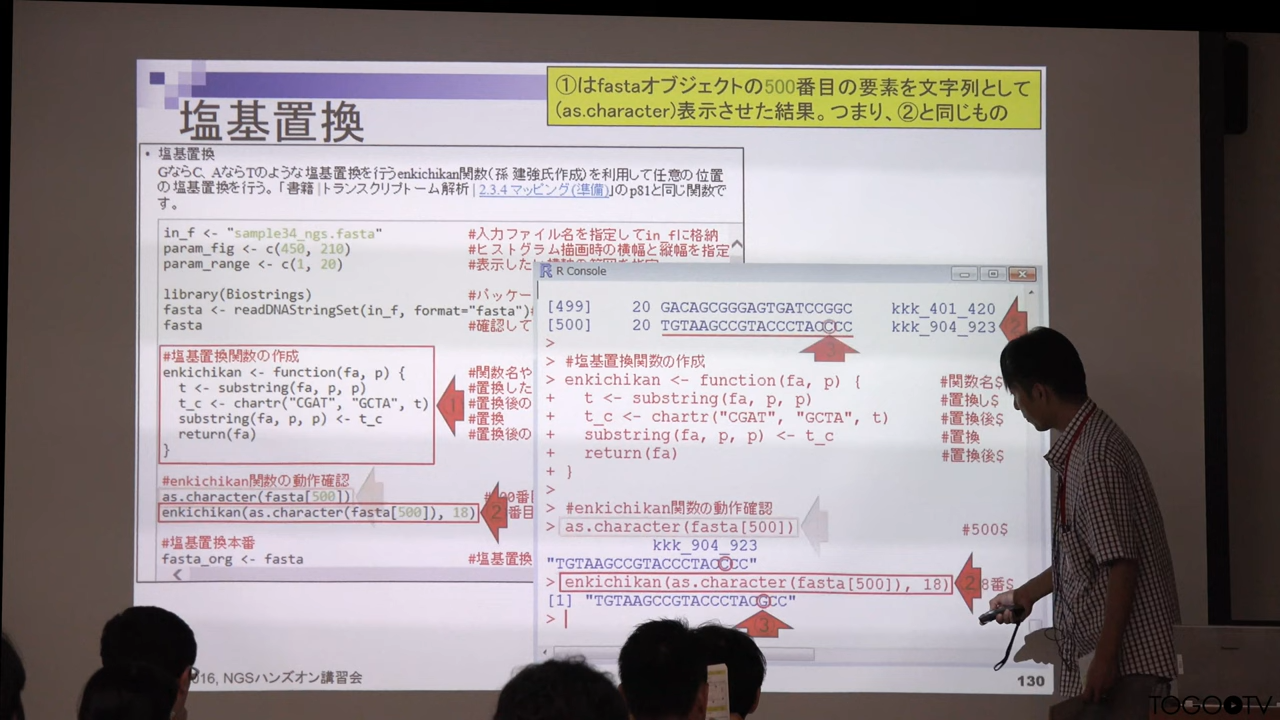 塩基置換
①はfastaオブジェクトの500番目の要素を文字列として
(as.character)表示させた結果。つまり、②と同じもの
・ 塩基置換
GならC、AならTのような塩基置換を行うenkichikan関数(孫 建強氏作成)を利用して任意の位置
の塩基置換を行う。「書籍 | トランスクリプトーム解析 | 2.3.4 マッピング(準備)」のp81と同じ関数で
す。
in_f <- "sample34_ngs.fasta" #入力ファイル名を指定してin_fに格納
param_fig <- c(450, 210) #ヒストグラム描画時の横幅と縦幅を指定
param_range <- c(1, 20) #表示した
library(Biostrings) #パッケー
fasta <- readDNAStringSet(in_f, format="fasta")#
fasta #確認して
#塩基置換関数の作成
enkichikan <- function(fa, p) { #関数名や
t <- substring(fa, p, p) #置換した
t_c <- chartr("CGAT", "GCTA", t) #置換後の
substring(fa, p, p) <- t_c #置換
return(fa) #置換後の
}
1
#enkichikan関数の動作確認
as.character(fasta[500])
enkichikan(as.character(fasta[500]), 18) 2 番目
#塩基置換本番
fasta_org <- fasta #塩基置換
R Console
[499] 20 GACAGCGGGAGTGATCCGGC kkk_401_420
[500] 20 TGTAAGCCGTACCCTACCCC kkk_904_923 2
3
>
> #塩基置換関数の作成
> enkichikan <- function(fa, p) { #関数名$
+ t <- substring(fa, p, p) #置換し$
+ t_c <- chartr("CGAT", "GCTA", t) #置換後$
+ substring(fa, p, p) <- t_c #置換
+ return(fa) #置換後$
+ }
>
> #enkichikan関数の動作確認
> as.character(fasta[500]) #500$
kkk_904_923
"TGTAAGCCGTACCCTACCCC"
> enkichikan(as.character(fasta[500]), 18) 2 8番$
[1] "TGTAAGCCGTACCCTACGCC"
> 3
16, NGSハンズオン講習会
130
TOGOTV